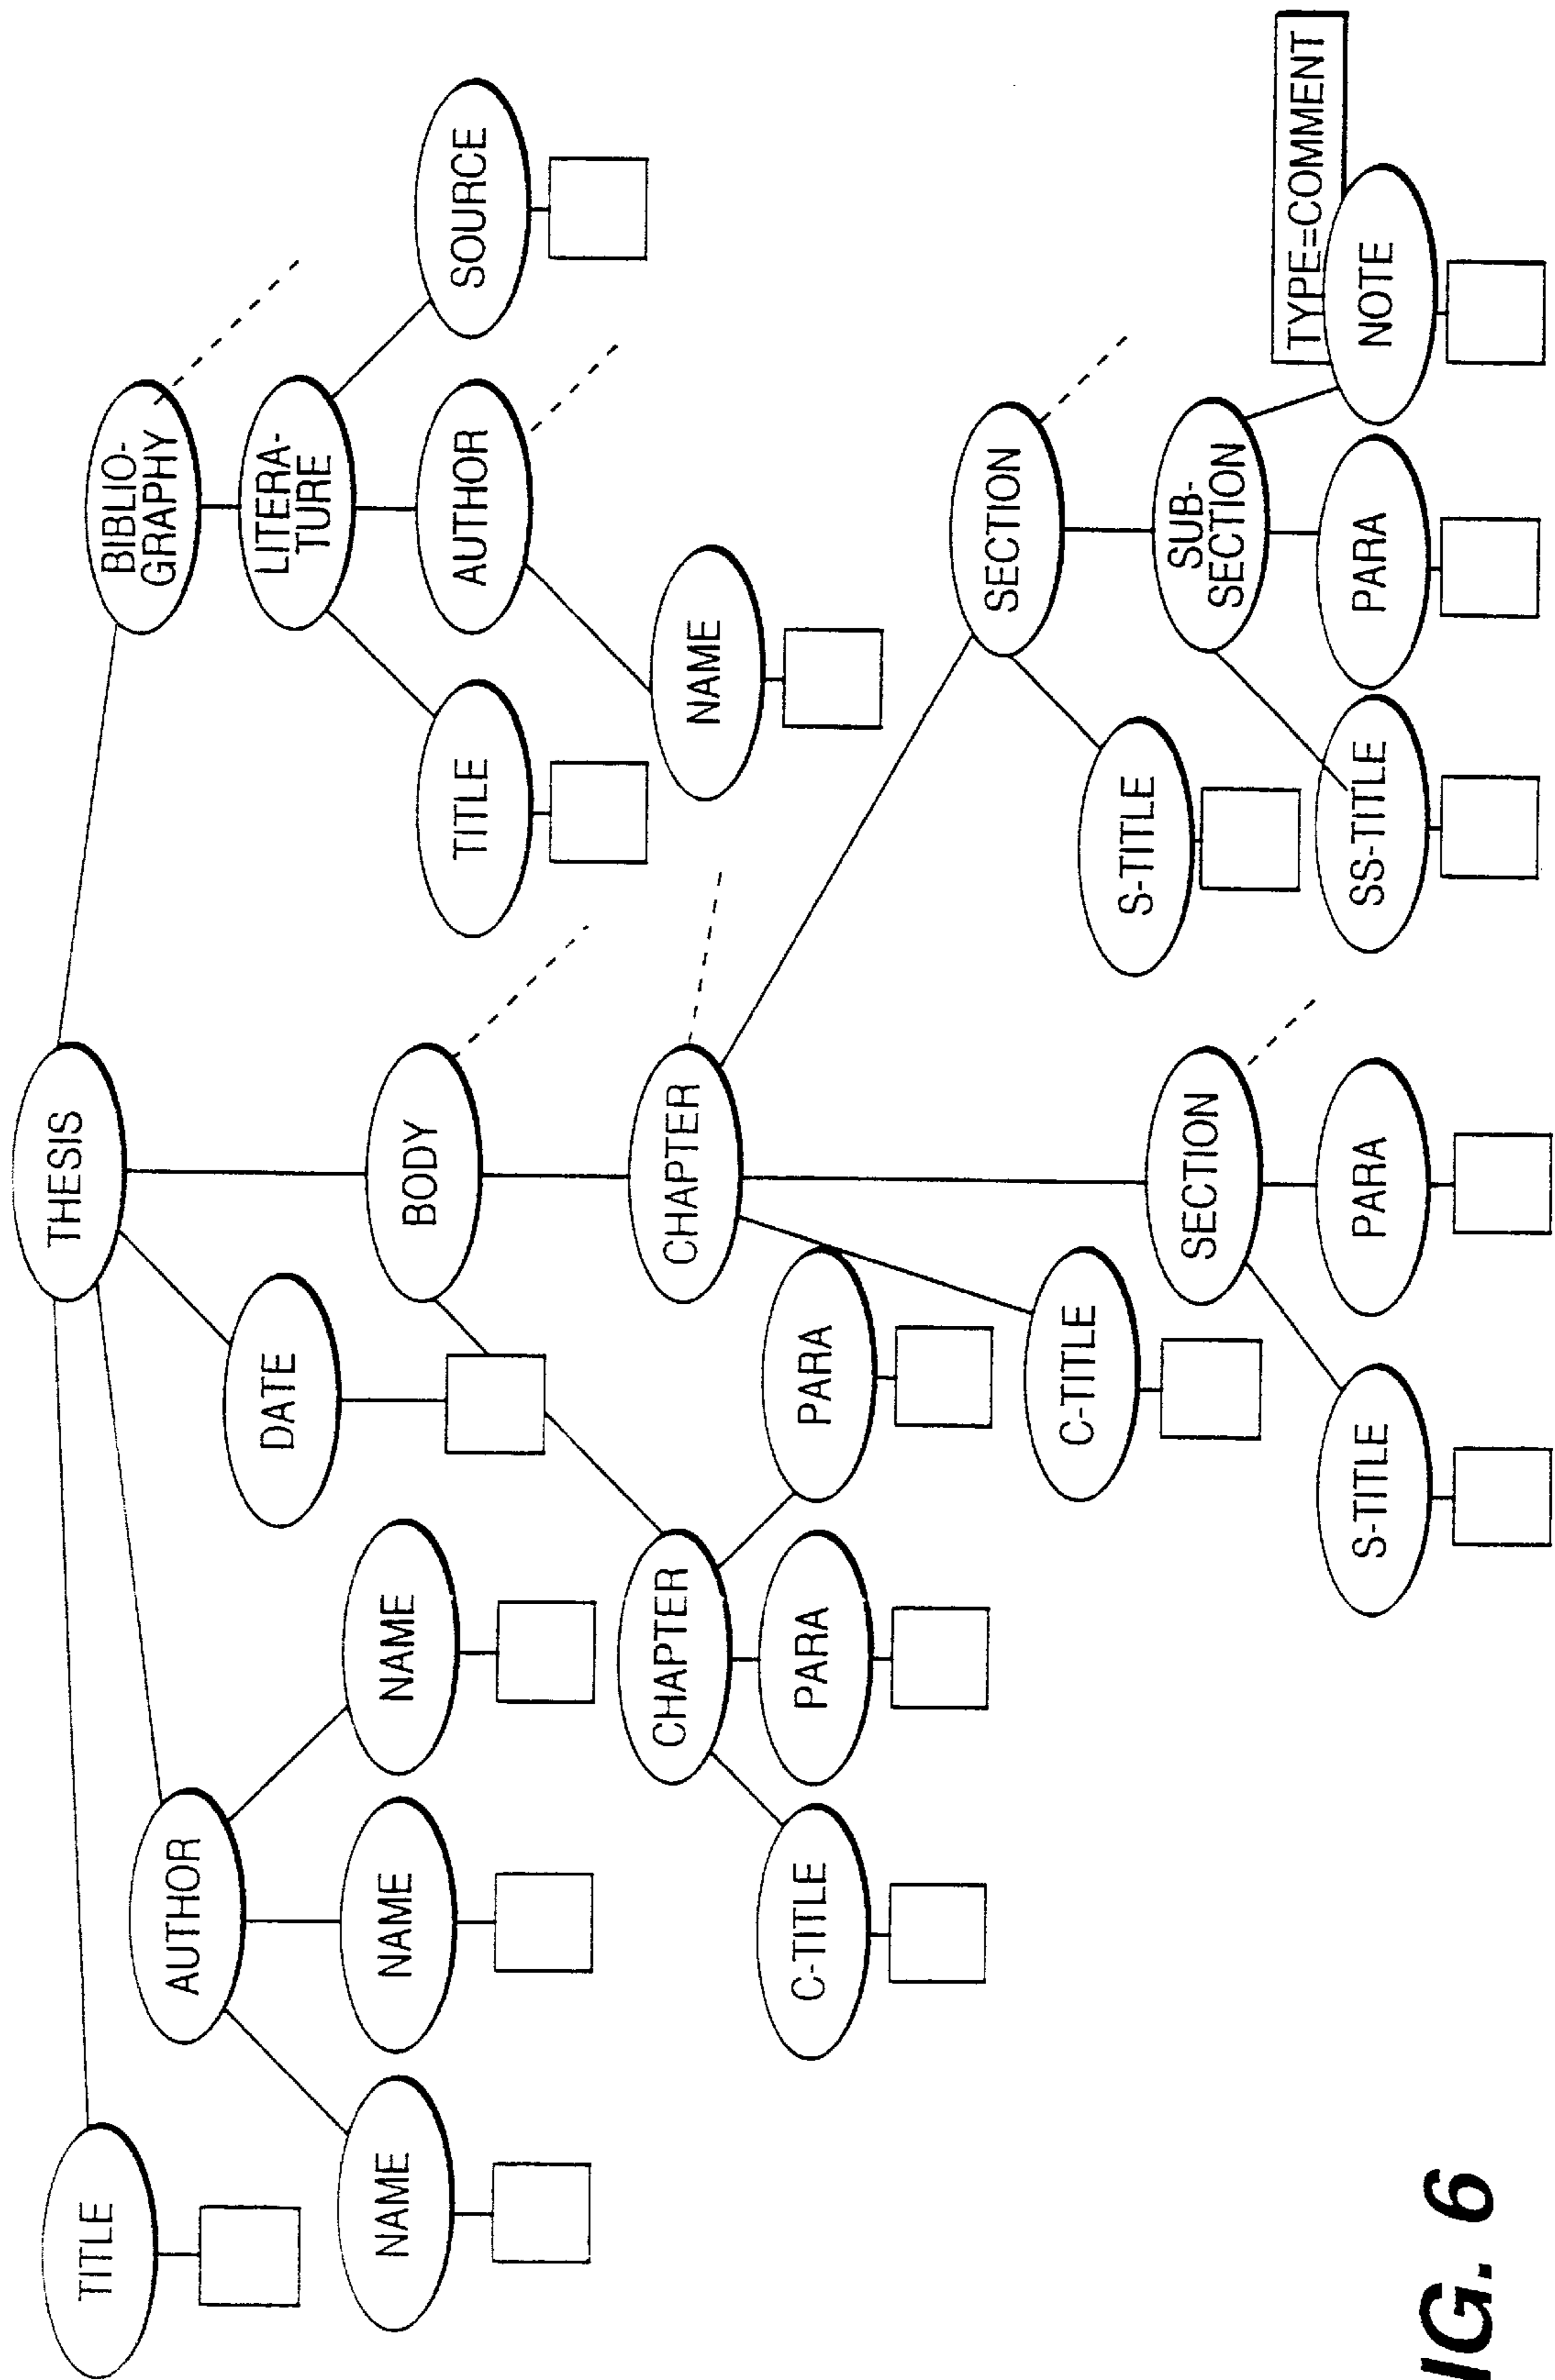 THESIS
TITLE
AUTHOR
DATE
BODY
BIBLIO-
GRAPHY
NAME
NAME
NAME
LITERA-
TURE
TITLE
AUTHOR
SOURCE
NAME
CHAPTER
CHAPTER
C-TITLE
PARA
PARA
C-TITLE
SECTION
SECTION
S-TITLE
PARA
S-TITLE
SUB-
SECTION
SS-TITLE
PARA
NOTE
TYPE=COMMENT
IG. 6